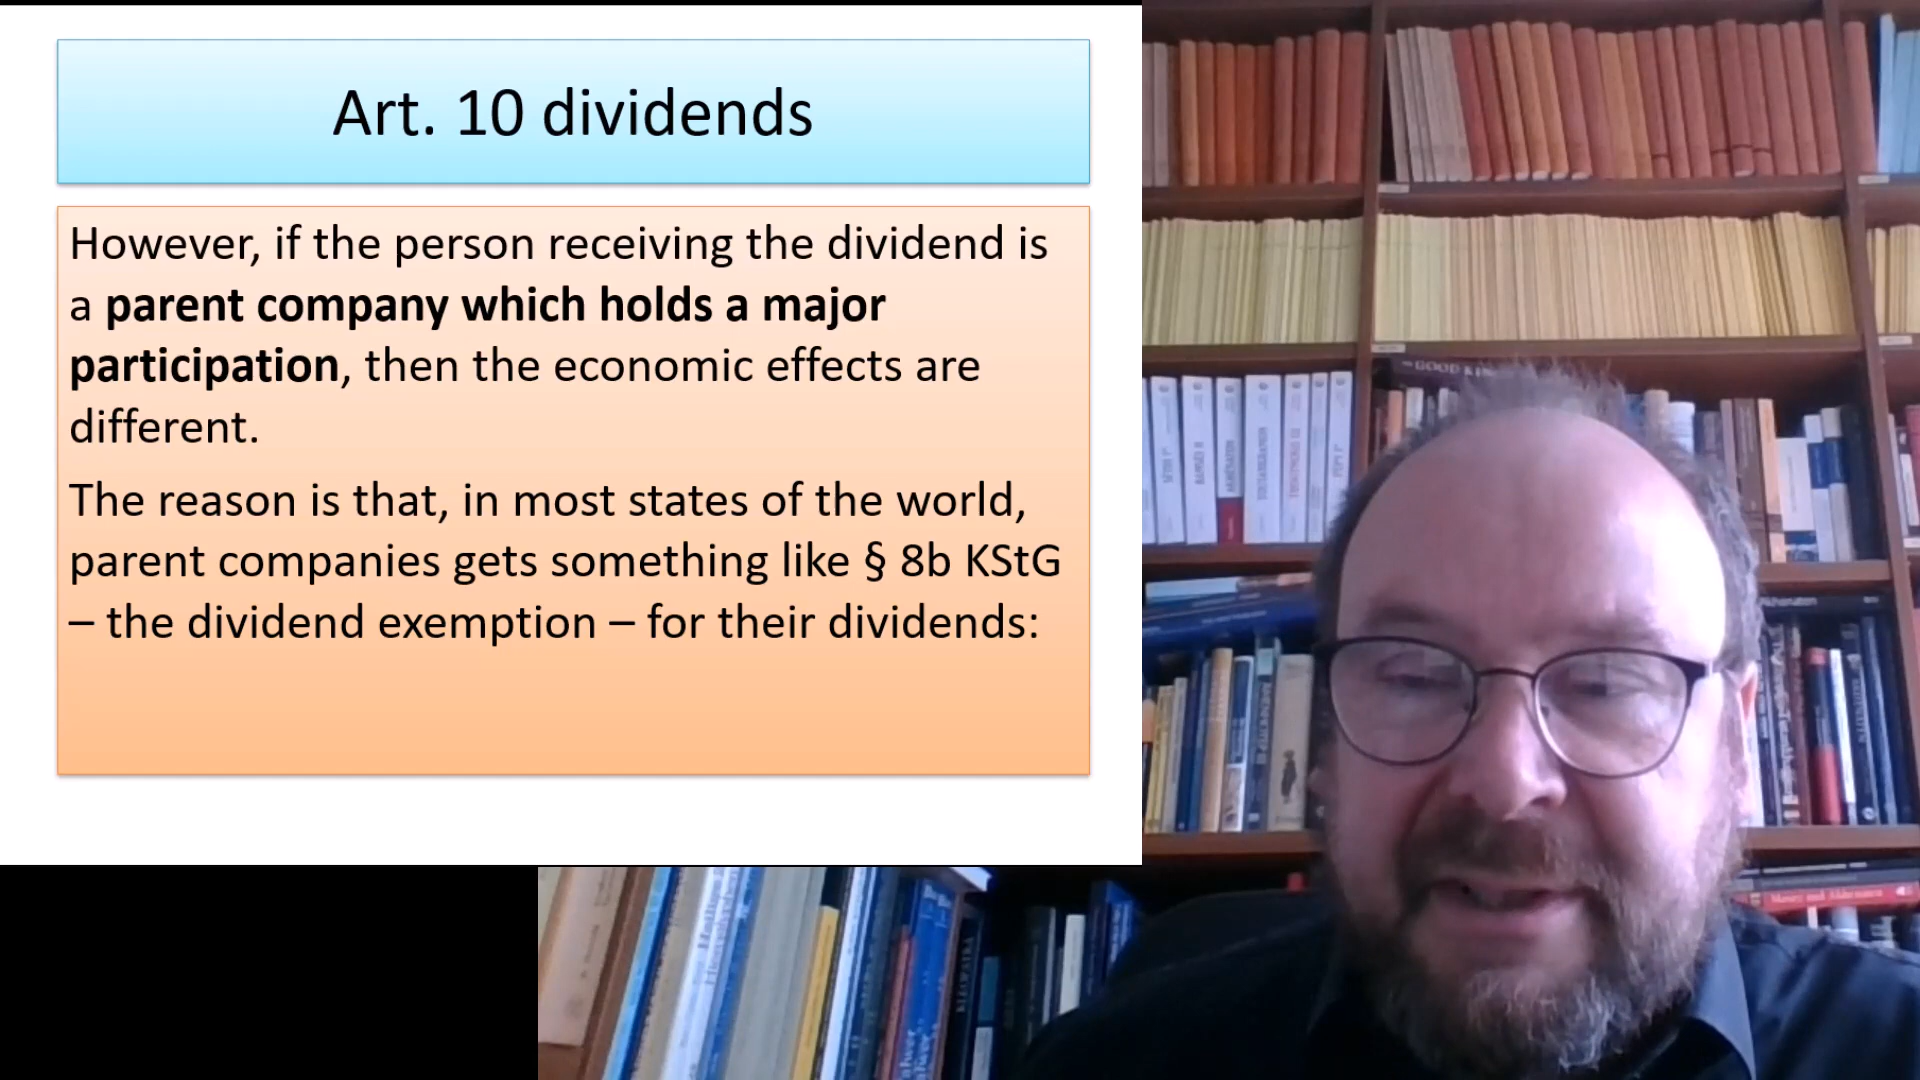 Art. 10 dividends
However, if the person receiving the dividend is
a parent company which holds a major
participation, then the economic effects are
different.
The reason is that, in most states of the world,
parent companies gets something like § 8b KStG
– the dividend exemption – for their dividends: